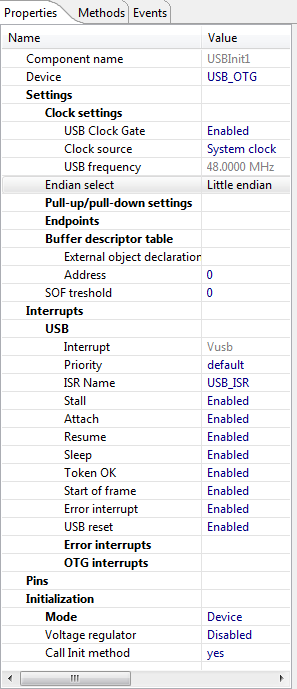 Properties Methods Events
Name Value
Component name USBInit1
Device USB_OTG
Settings
Clock settings
USB Clock Gate Enabled
Clock source System clock
USB frequency 48.0000 MHz
Endian select Little endian
Pull-up/pull-down settings
Endpoints
Buffer descriptor table
External object declaration
Address 0
SOF treshold 0
Interrupts
USB
Interrupt Vusb
Priority default
ISR Name USB_ISR
Stall Enabled
Attach Enabled
Resume Enabled
Sleep Enabled
Token OK Enabled
Start of frame Enabled
Error interrupt Enabled
USB reset Enabled
Error interrupts
OTG interrupts
Pins
Initialization
Mode Device
Voltage regulator Disabled
Call Init method yes